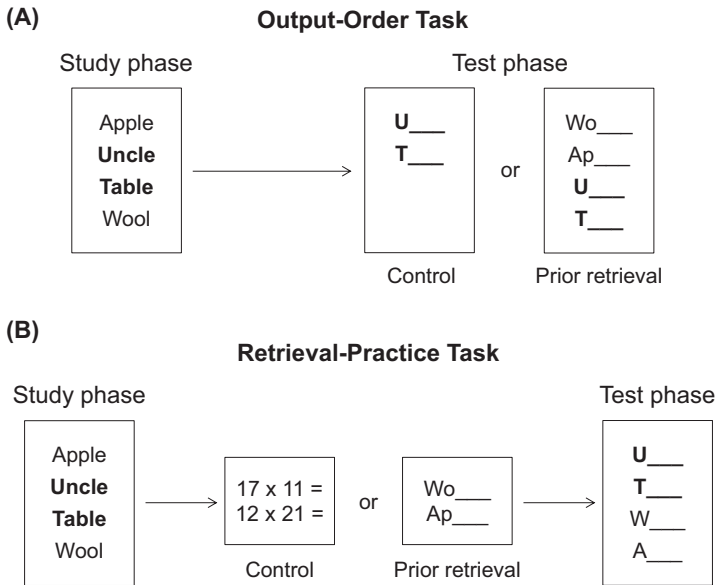 (A)
Output-Order Task
Study phase
Test phase
Apple
Uncle
Table
Wool
U___
T___
or
Wo___
Ap___
U___
T___
Control
Prior retrieval
(B)
Retrieval-Practice Task
Study phase
Test phase
Apple
Uncle
Table
Wool
17 x 11 =
12 x 21 =
or
Wo___
Ap___
U___
T___
W___
A___
Control
Prior retrieval